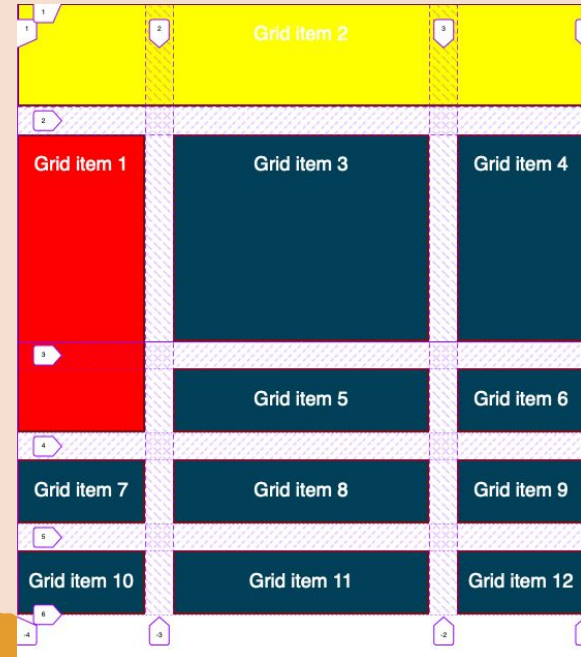 1
1
2
3
Grid item 2
2
Grid item 1
Grid item 3
Grid item 4
3
Grid item 5
Grid item 6
4
Grid item 7
Grid item 8
Grid item 9
5
Grid item 10
Grid item 11
Grid item 12
6
-4
-3
-2